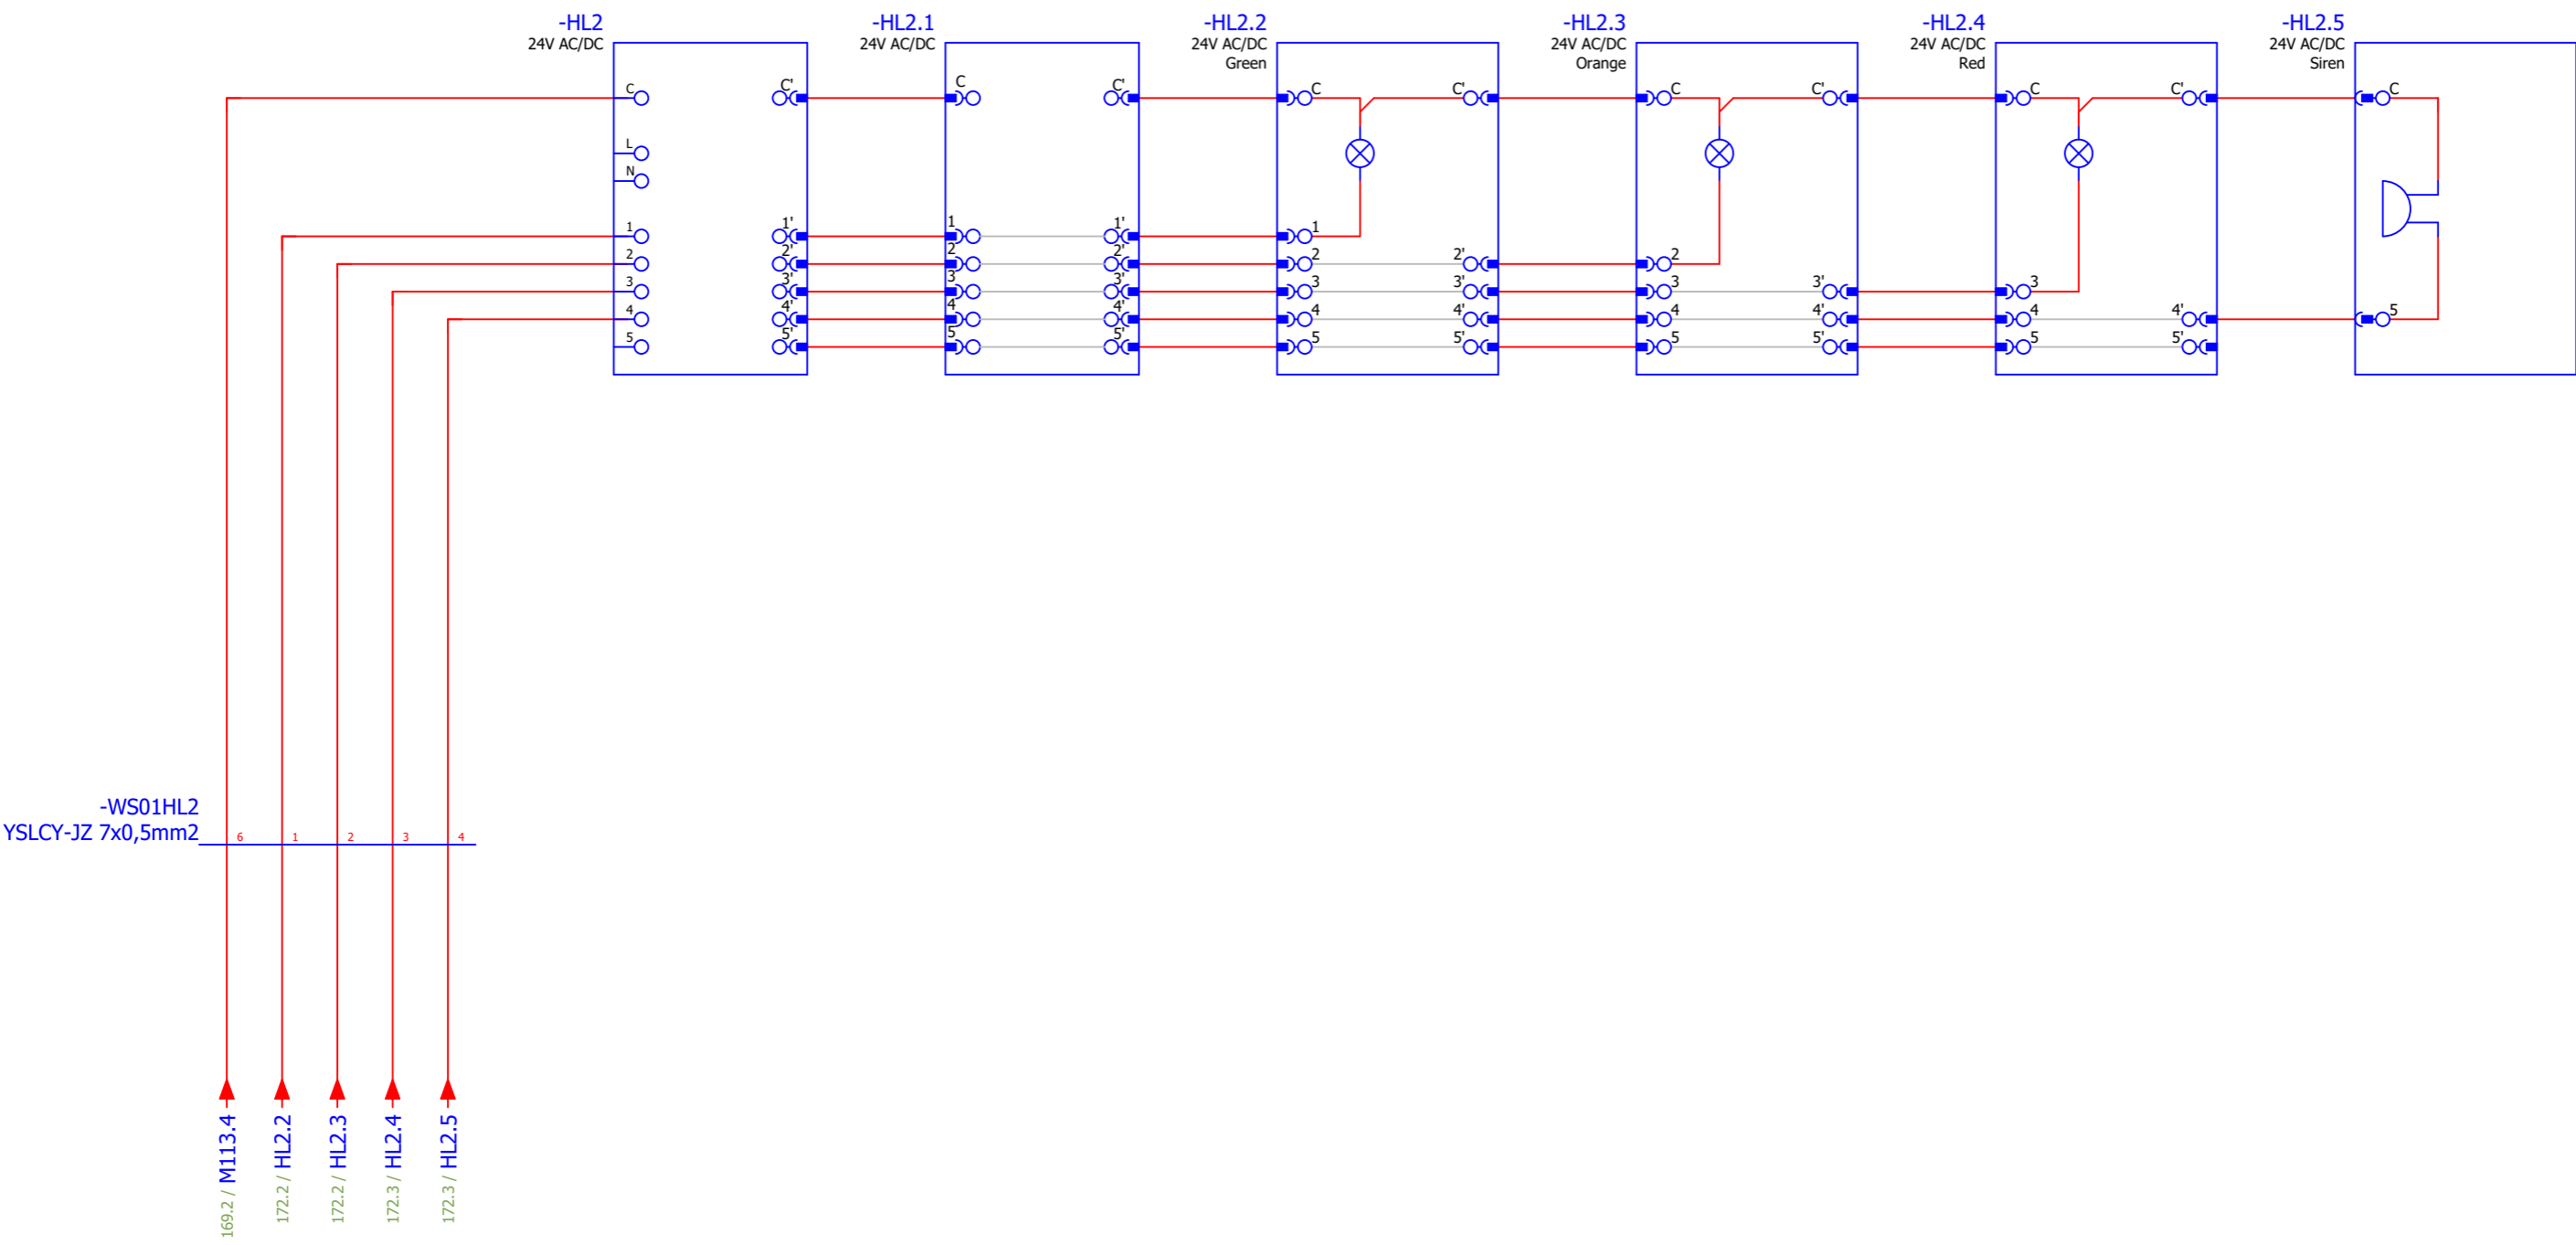 -HL2
24V AC/DC
-HL2.1
24V AC/DC
-HL2.2
24V AC/DC
Green
-HL2.3
24V AC/DC
Orange
-HL2.4
24V AC/DC
Red
-HL2.5
24V AC/DC
Siren
C C' C C' C C' C C' C C' C
L
N
1 1' 1 1' 1
2 2' 2 2' 2 2' 2
3 3' 3 3' 3 3' 3 3' 3
4 4' 4 4' 4 4' 4 4' 4 4' 5
5 5' 5 5' 5 5' 5 5' 5 5'
-WS01HL2
YSLCY-JZ 7x0,5mm2
6 1 2 3 4
169.2 / M113.4
172.2 / HL2.2
172.2 / HL2.3
172.3 / HL2.4
172.3 / HL2.5